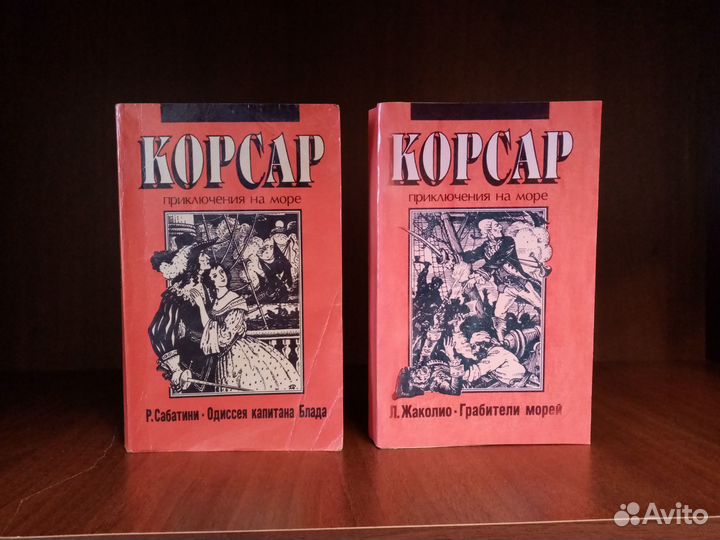 КОРСАР
приключения на море
Р. Сабатини • Одиссея капитана Блада
КОРСАР
приключения на море
Л. Жаколио • Грабители морей
Avito